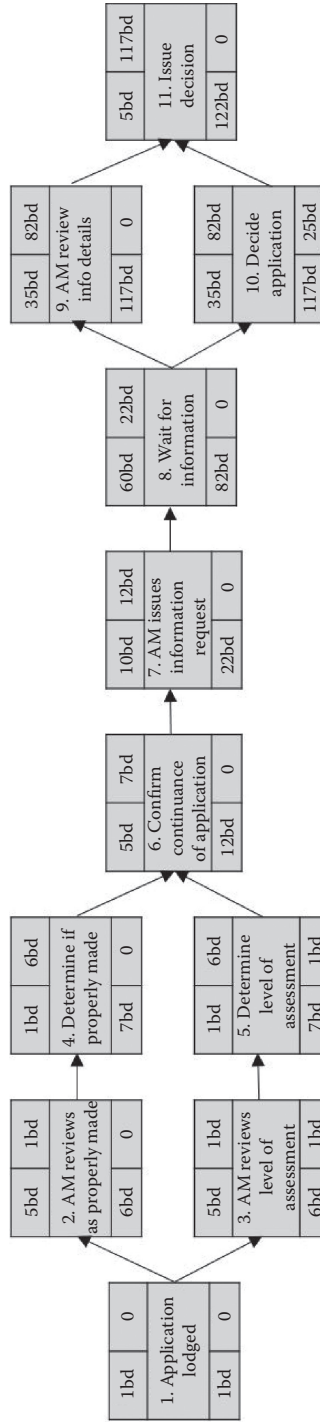 1bd 0
1. Application
lodged
1bd 0
5bd 1bd
2. AM reviews
as properly made
6bd 0
5bd 1bd
3. AM reviews
level of
assessment
6bd 1bd
1bd 6bd
4. Determine if
properly made
7bd 0
1bd 6bd
5. Determine
level of
assessment
7bd 1bd
5bd 7bd
6. Confirm
continuance
of application
12bd 0
10bd 12bd
7. AM issues
information
request
22bd 0
60bd 22bd
8. Wait for
information
82bd 0
35bd 82bd
9. AM review
info details
117bd 0
35bd 82bd
10. Decide
application
117bd 25bd
5bd 117bd
11. Issue
decision
122bd 0